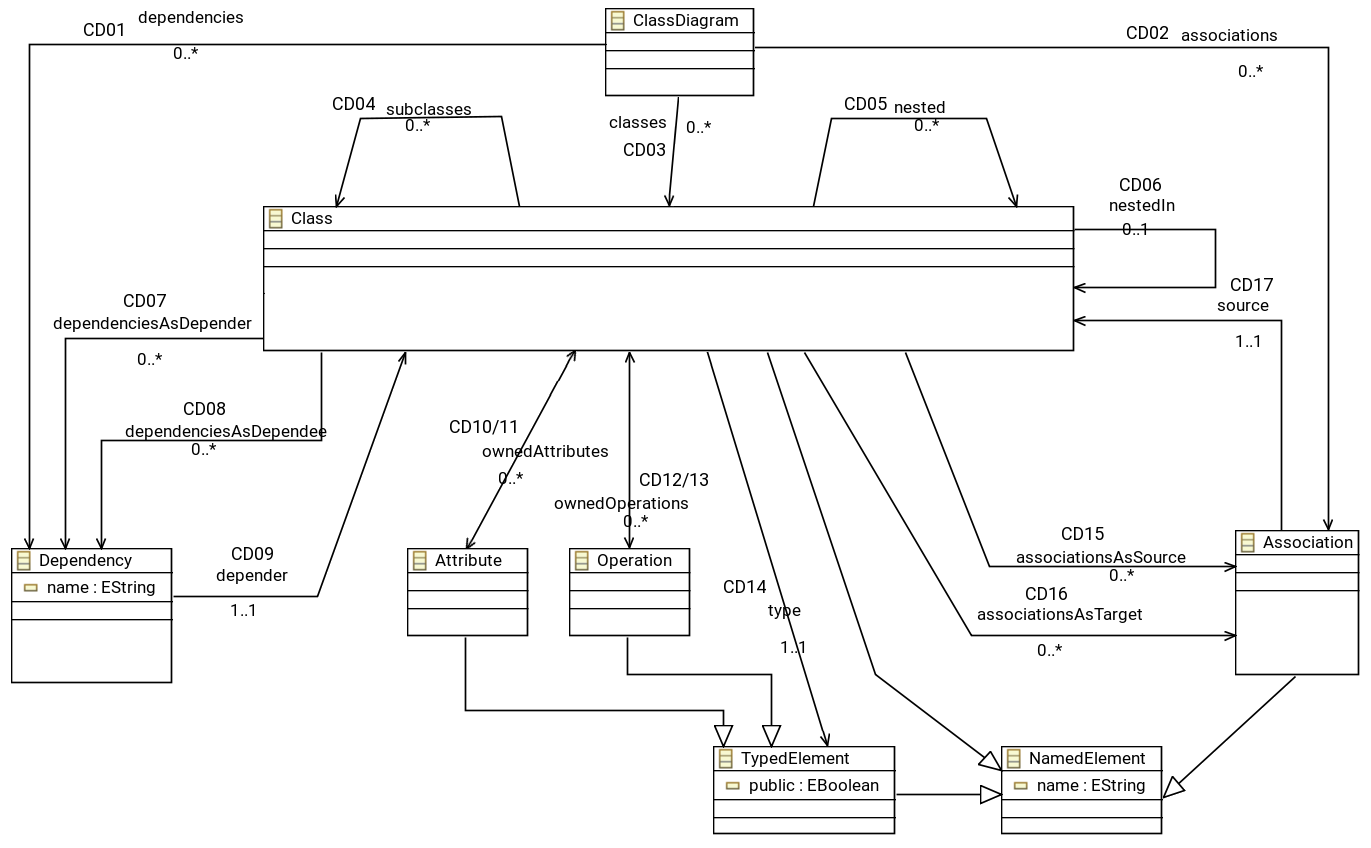 dependencies
CD01
0..*
ClassDiagram
CD02 associations
0..*
CD04 subclasses
0..*
classes 0..*
CD03
CD05 nested
0..*
CD06
nestedIn
0..1
Class
CD17
source
1..1
CD07
dependenciesAsDepender
0..*
CD08
dependenciesAsDependee
0..*
CD10/11
ownedAttributes
0..*
CD12/13
ownedOperations
0..*
CD09
depender
1..1
Dependency
name : EString
Attribute
Operation
CD14
type
1..1
CD15
associationsAsSource
0..*
CD16
associationsAsTarget
0..*
Association
TypedElement
public : EBoolean
NamedElement
name : EString